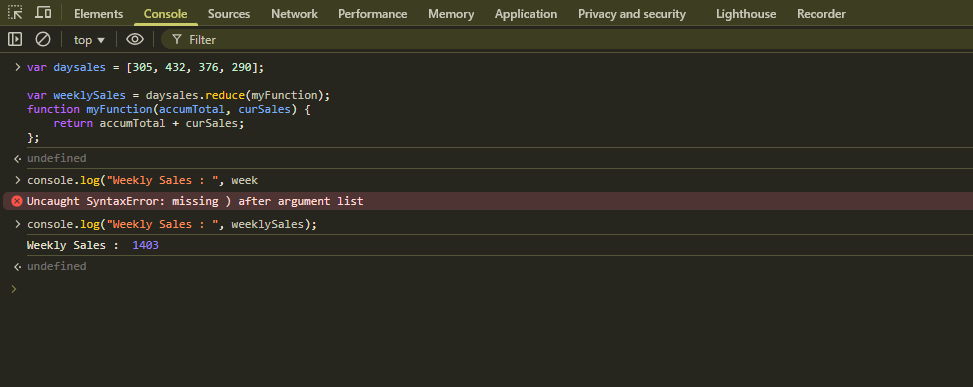 Elements Console Sources Network Performance Memory Application Privacy and security Lighthouse Recorder
top Filter
var daysales = [305, 432, 376, 290];
var weeklySales = daysales.reduce(myFunction);
function myFunction(accumTotal, curSales) {
    return accumTotal + curSales;
};
undefined
console.log("Weekly Sales : ", week
Uncaught SyntaxError: missing ) after argument list
console.log("Weekly Sales : ", weeklySales);
Weekly Sales :  1403
undefined